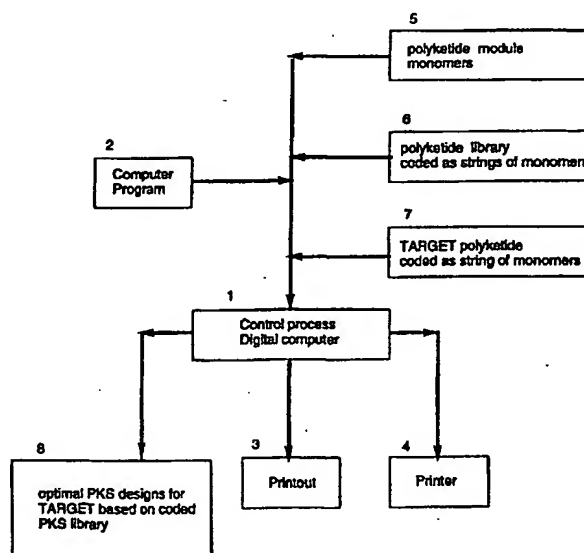 5
polyketide module
monomers
6
polyketide library
coded as strings of monomers
2
Computer
Program
7
TARGET polyketide
coded as string of monomers
1
Control process
Digital computer
8
optimal PKS designs for
TARGET based on coded
PKS library
3
Printout
4
Printer